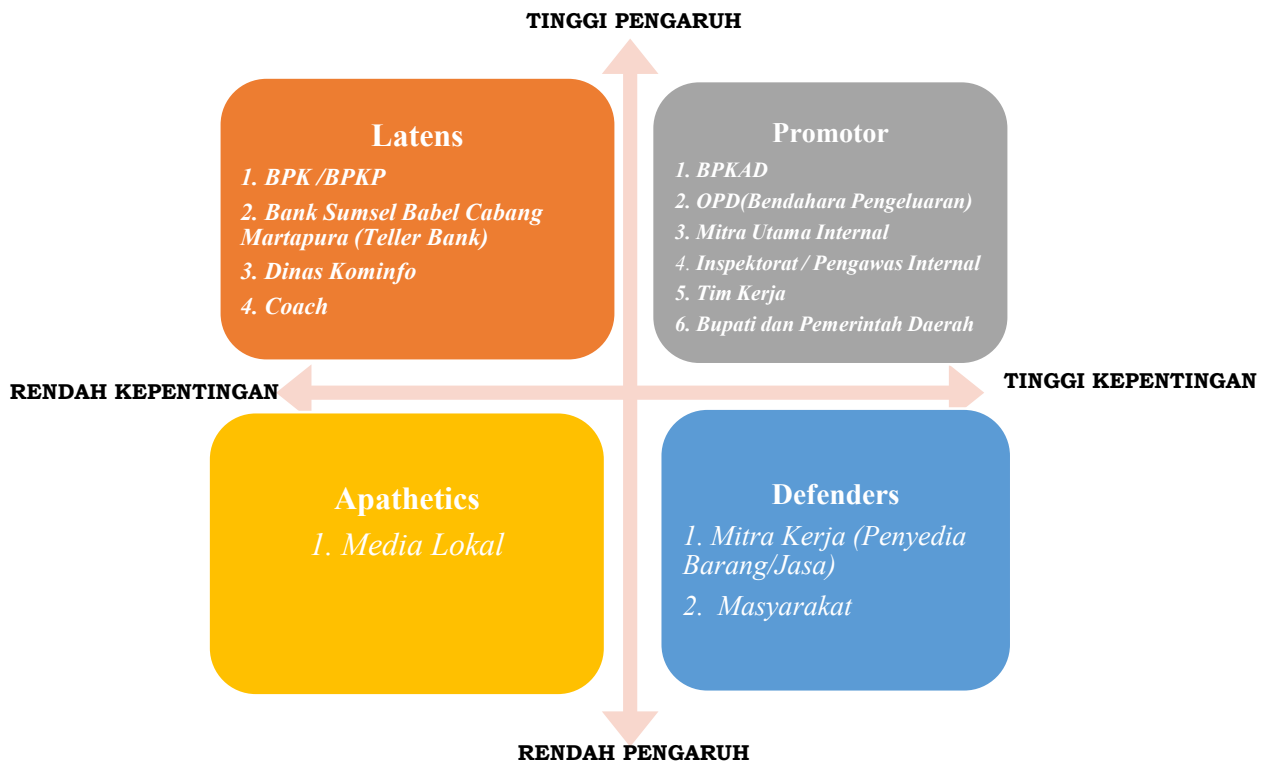 TINGGI PENGARUH
Latens
1. BPK /BPKP
2. Bank Sumsel Babel Cabang
Martapura (Teller Bank)
3. Dinas Kominfo
4. Coach
Promotor
1. BPKAD
2. OPD(Bendahara Pengeluaran)
3. Mitra Utama Internal
4. Inspektorat / Pengawas Internal
5. Tim Kerja
6. Bupati dan Pemerintah Daerah
RENDAH KEPENTINGAN
TINGGI KEPENTINGAN
Apathetics
1. Media Lokal
Defenders
1. Mitra Kerja (Penyedia
Barang/Jasa)
2. Masyarakat
RENDAH PENGARUH